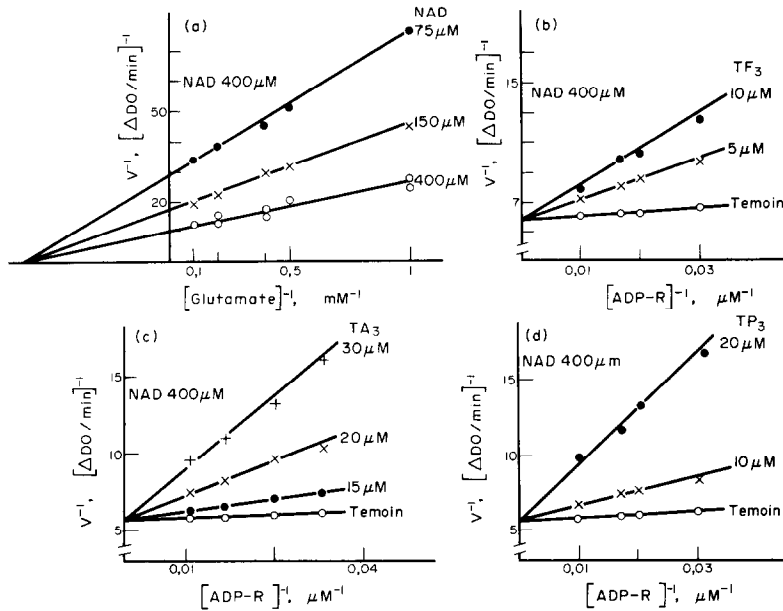 (a)
NAD
75μM
NAD 400μM
150μM
400μM
V⁻¹, [ΔDO/min]⁻¹
50
20
0,1
0,5
1
[Glutamate]⁻¹, mM⁻¹
(b)
TF₃
10μM
NAD 400μM
5μM
Temoin
V⁻¹, [ΔDO/min]⁻¹
15
7
0,01
0,03
[ADP-R]⁻¹, μM⁻¹
(c)
TA₃
30μM
NAD 400μM
20μM
15μM
Temoin
V⁻¹, [ΔDO/min]⁻¹
15
10
5
0,01
0,04
[ADP-R]⁻¹, μM⁻¹
(d)
TP₃
20μM
NAD 400μm
10μM
Temoin
V⁻¹, [ΔDO/min]⁻¹
15
10
5
0,01
0,03
[ADP-R]⁻¹, μM⁻¹